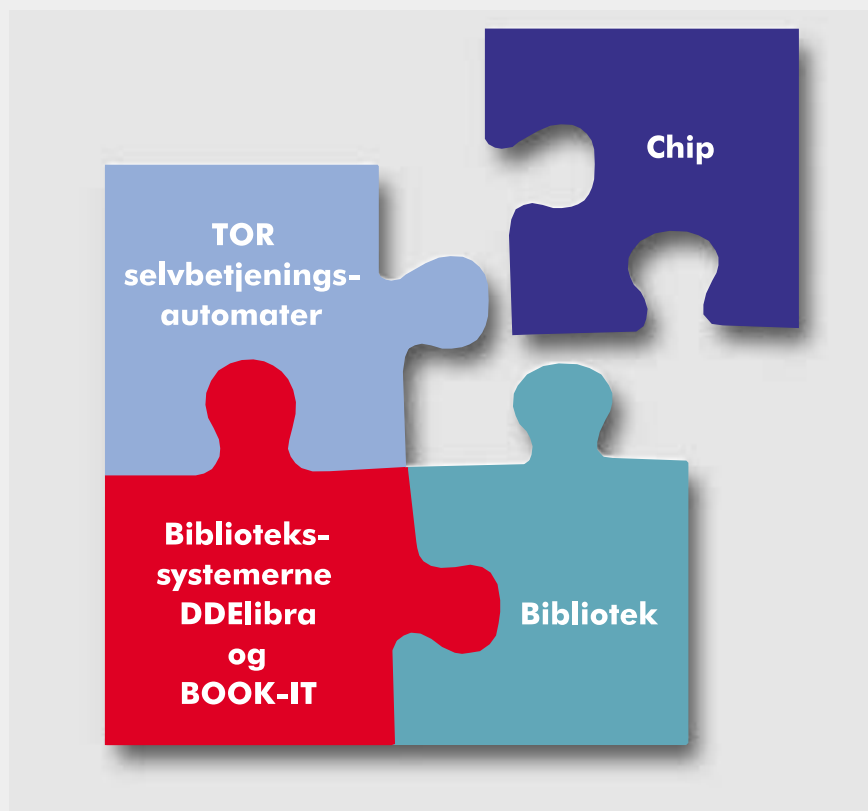 Chip
TOR
selvbetjenings-
automater
Biblioteks-
systemerne
DDElibra
og
BOOK-IT
Bibliotek